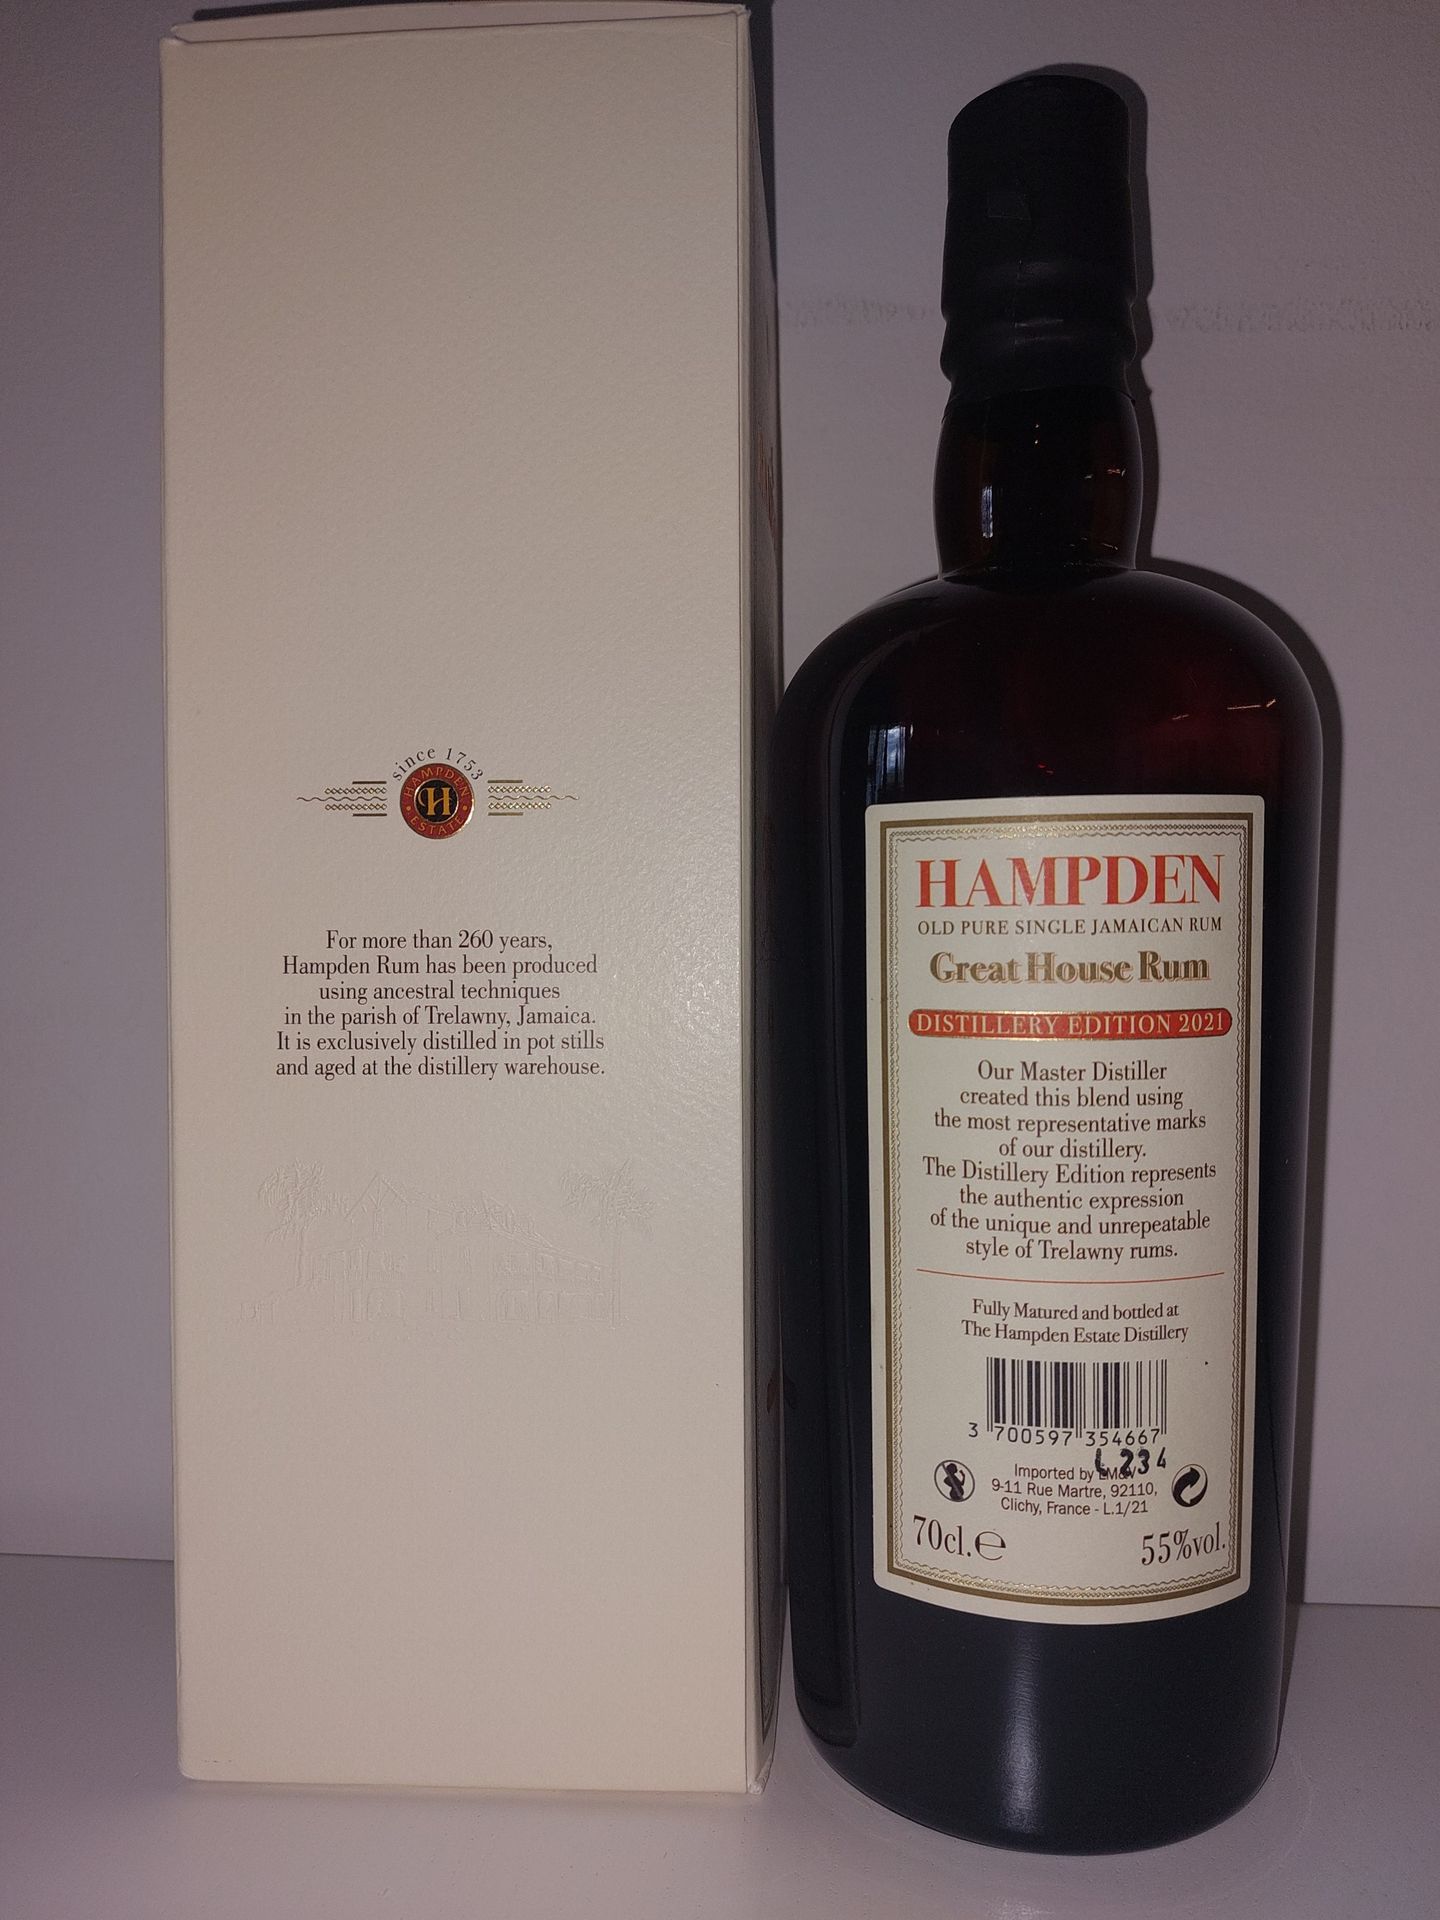 since 1753
HAMPDEN
H
ESTATE
For more than 260 years,
Hampden Rum has been produced
using ancestral techniques
in the parish of Trelawny, Jamaica.
It is exclusively distilled in pot stills
and aged at the distillery warehouse.
HAMPDEN
OLD PURE SINGLE JAMAICAN RUM
Great House Rum
DISTILLERY EDITION 2021
Our Master Distiller
created this blend using
the most representative marks
of our distillery.
The Distillery Edition represents
the authentic expression
of the unique and unrepeatable
style of Trelawny rums.
Fully Matured and bottled at
The Hampden Estate Distillery
3 700597 354667
L234
Imported by LM&V
9-11 Rue Martre, 92110,
Clichy, France - L.1/21
70cl.℮
55%vol.